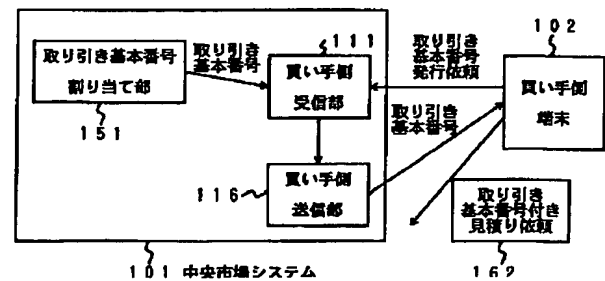 取り引き基本番号
割り当て部
151
取り引き
基本番号
111
買い手側
受信部
取り引き
基本番号
発行依頼
102
買い手側
端末
取り引き
基本番号
116
買い手側
送信部
取り引き
基本番号付き
見積り依頼
162
101 中央市場システム